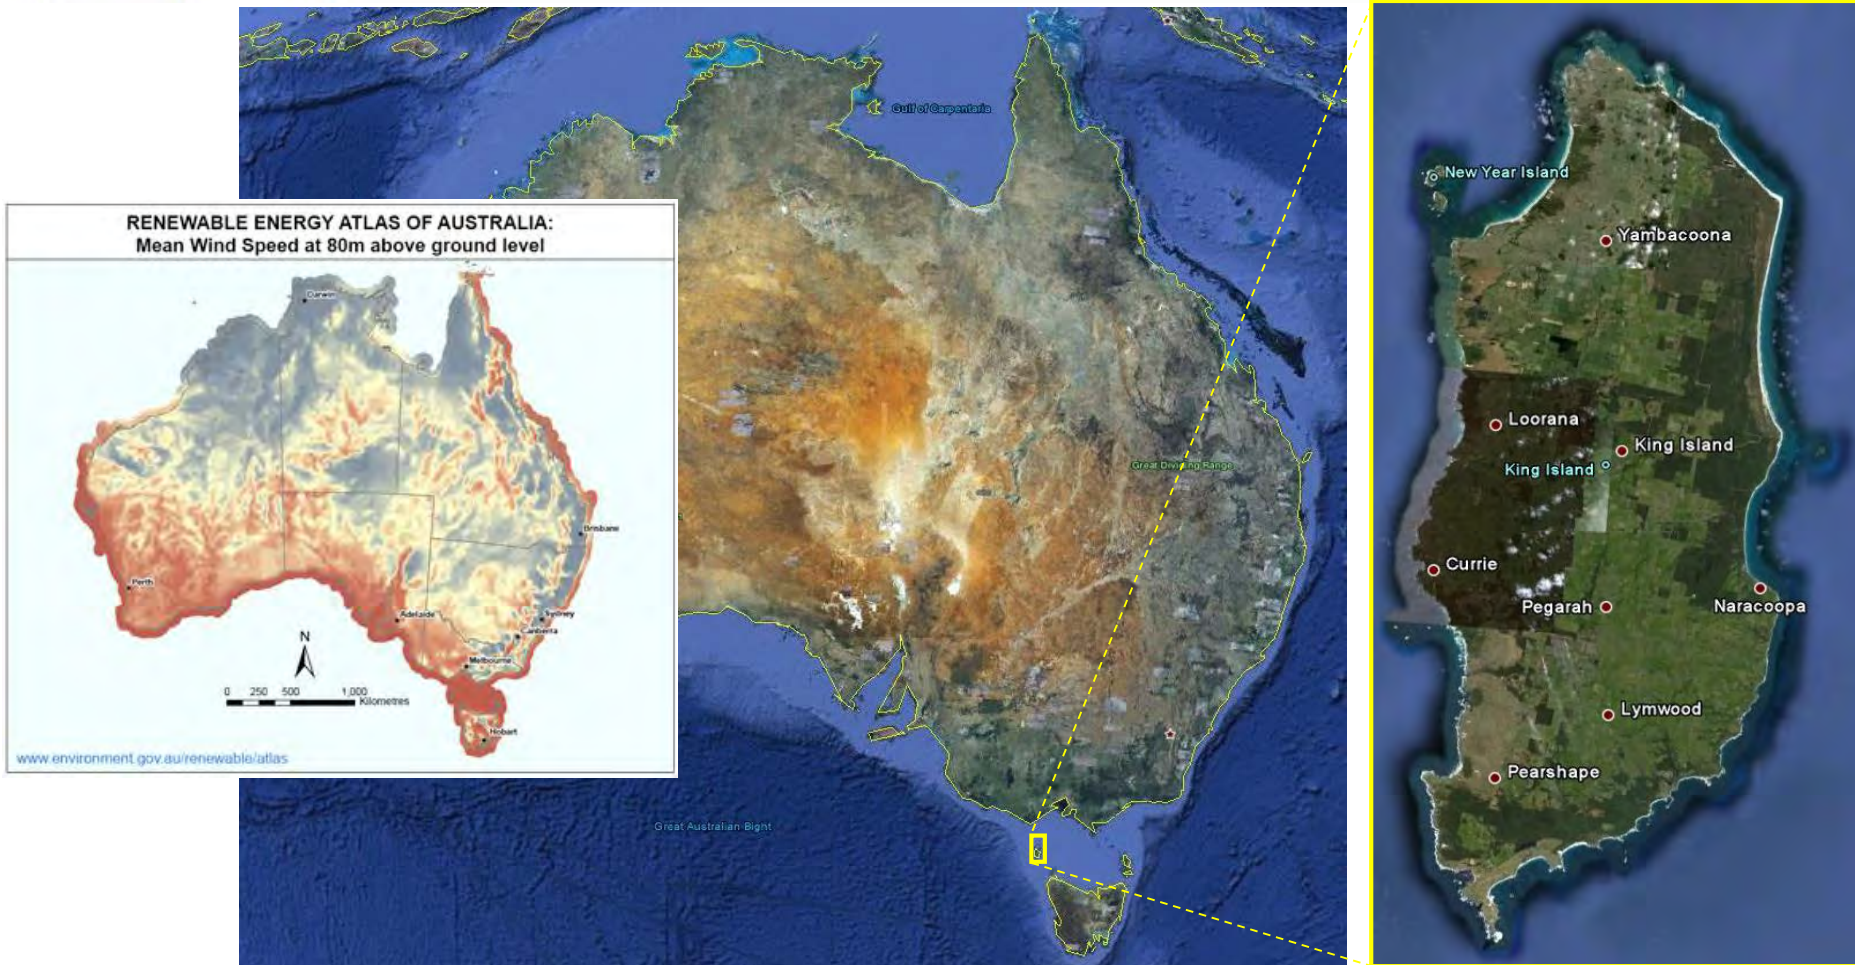 RENEWABLE ENERGY ATLAS OF AUSTRALIA:
Mean Wind Speed at 80m above ground level
Darwin
Brisbane
Perth
Adelaide
Sydney
Canberra
Melbourne
Hobart
N
0 250 500 1,000
Kilometres
www.environment.gov.au/renewable/atlas
Gulf of Carpentaria
Great Dividing Range
Great Australian Bight
New Year Island
Yambacoona
Loorana
King Island
King Island
Currie
Pegarah
Naracoopa
Lymwood
Pearshape